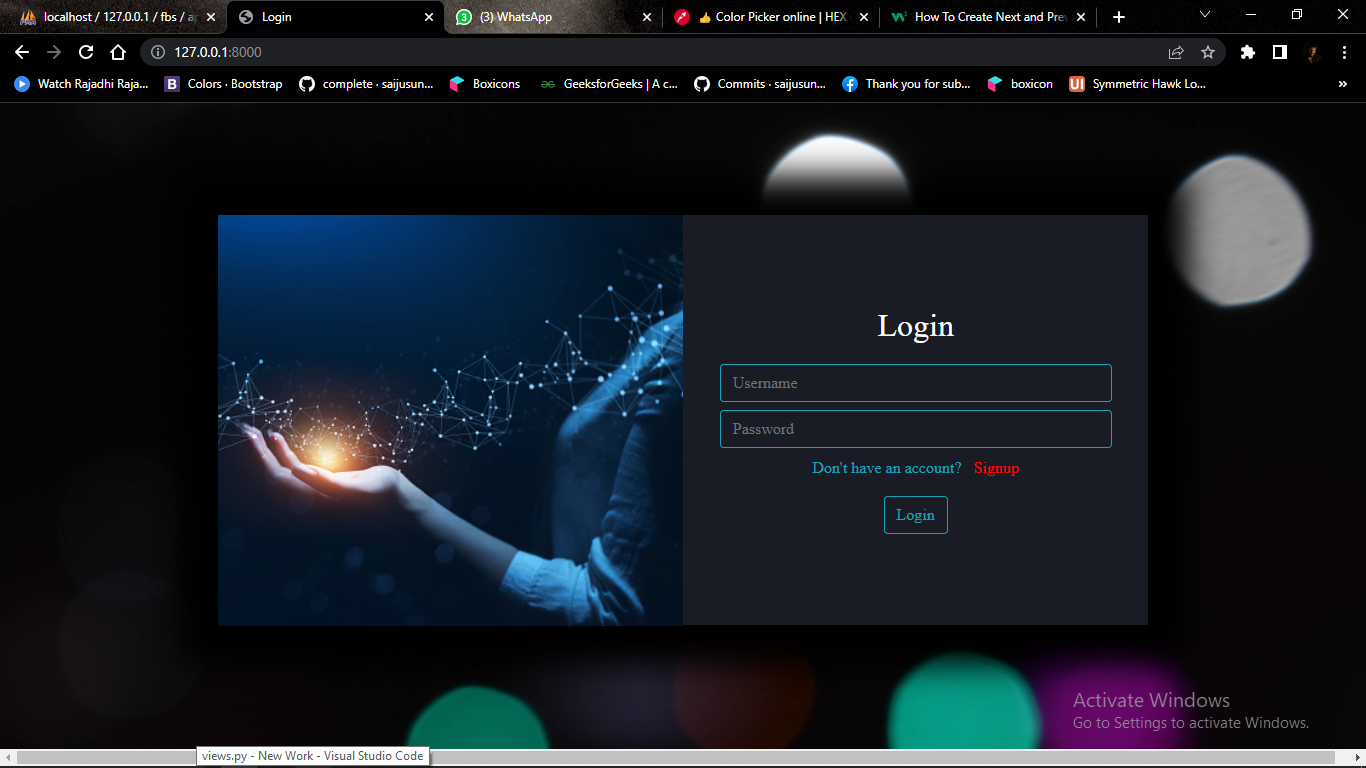 localhost / 127.0.0.1 / fbs / a
Login
(3) WhatsApp
Color Picker online | HEX
How To Create Next and Prev
127.0.0.1:8000
Watch Rajadhi Raja...
Colors · Bootstrap
complete · saijusun...
Boxicons
GeeksforGeeks | A c...
Commits · saijusun...
Thank you for sub...
boxicon
UI
Symmetric Hawk Lo...
Login
Username
Password
Don't have an account? Signup
Login
Activate Windows
Go to Settings to activate Windows.
views.py - New Work - Visual Studio Code